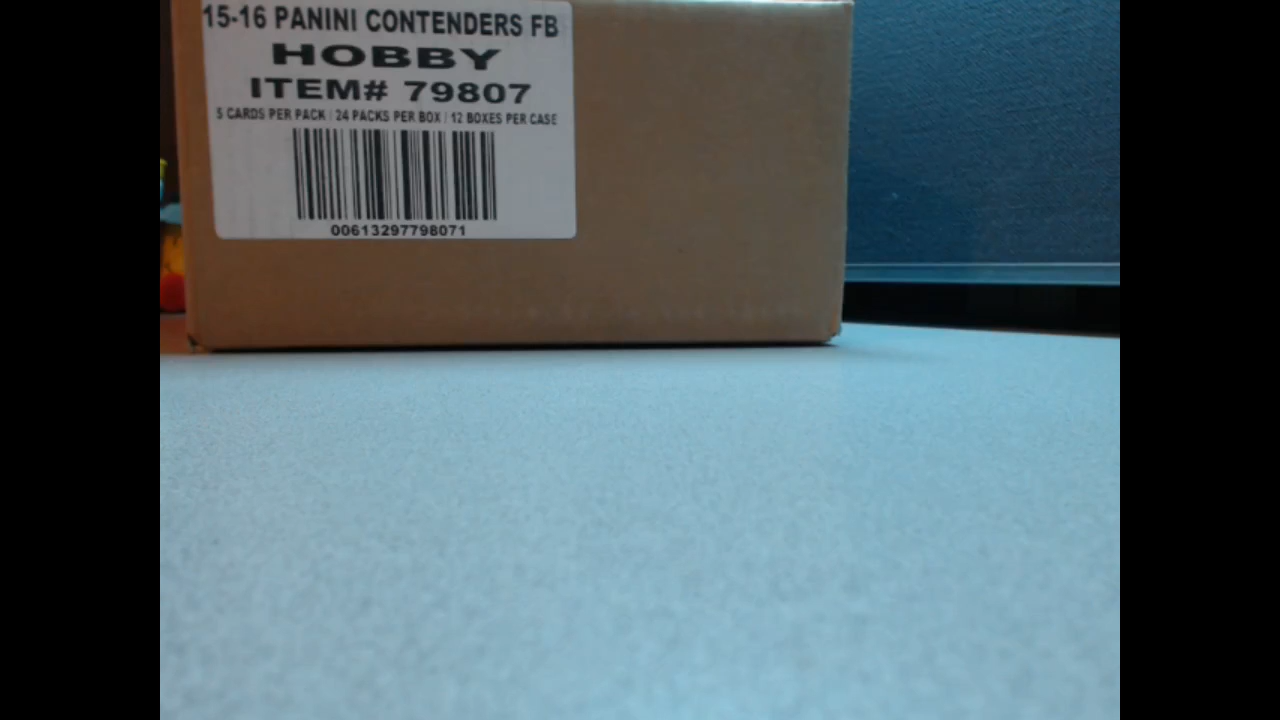 15-16 PANINI CONTENDERS FB
HOBBY
ITEM# 79807
5 CARDS PER PACK / 24 PACKS PER BOX / 12 BOXES PER CASE
00613297798071